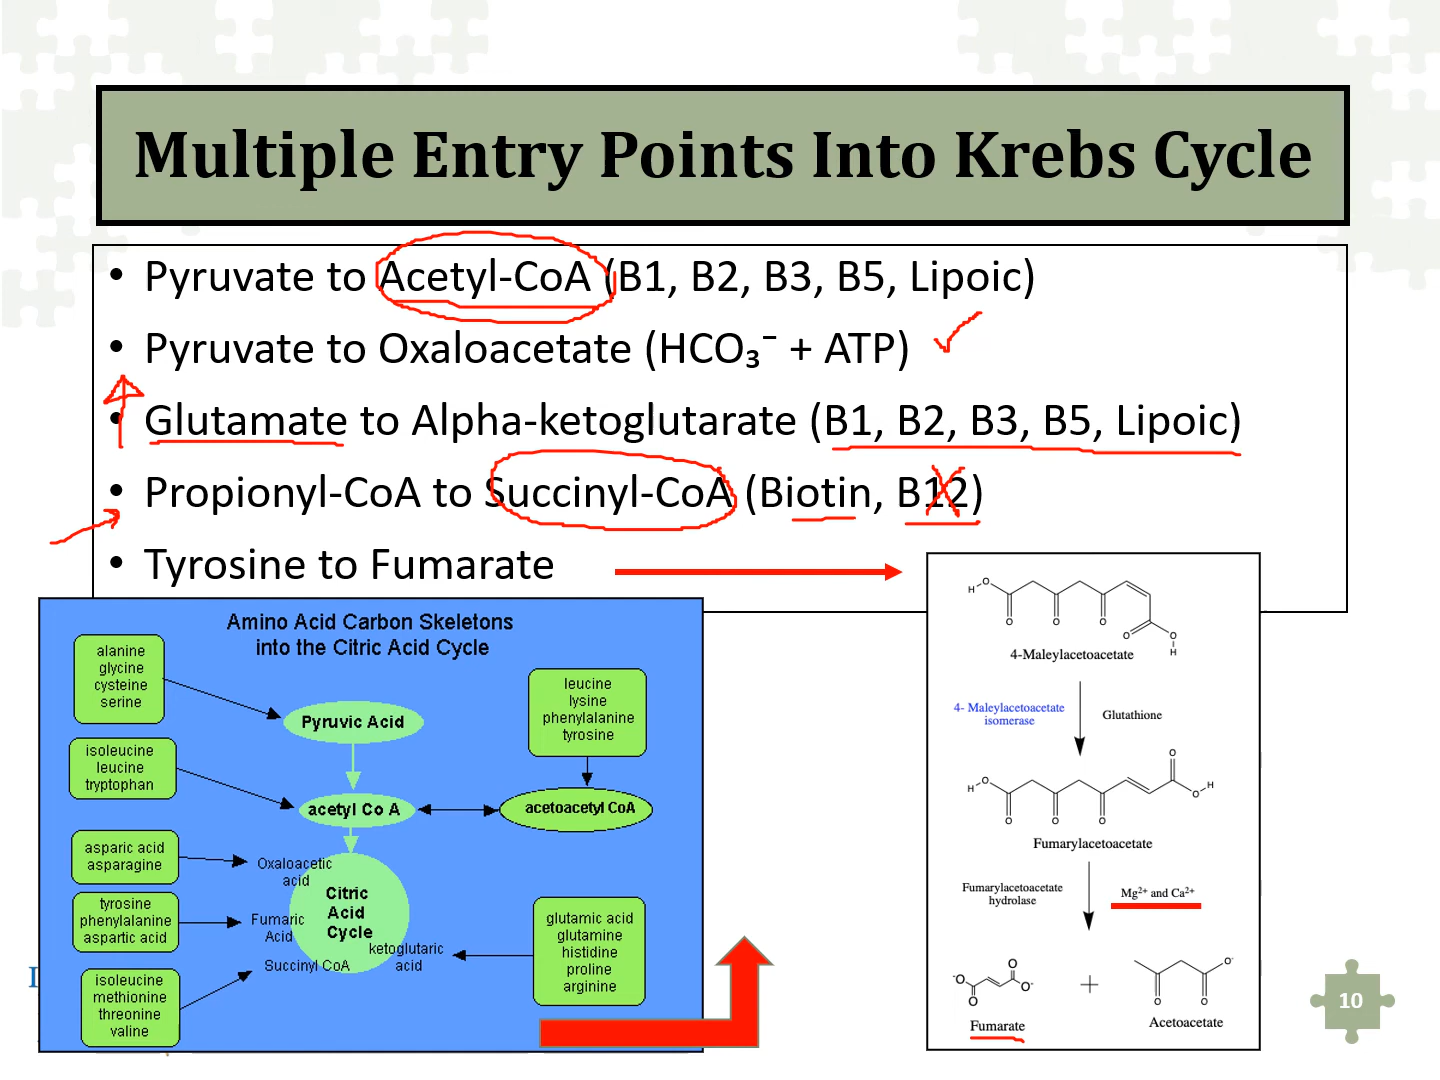 Multiple Entry Points Into Krebs Cycle
• Pyruvate to Acetyl-CoA (B1, B2, B3, B5, Lipoic)
• Pyruvate to Oxaloacetate (HCO₃⁻ + ATP)
• Glutamate to Alpha-ketoglutarate (B1, B2, B3, B5, Lipoic)
• Propionyl-CoA to Succinyl-CoA (Biotin, B12)
• Tyrosine to Fumarate
Amino Acid Carbon Skeletons
into the Citric Acid Cycle
alanine
glycine
cysteine
serine
Pyruvic Acid
leucine
lysine
phenylalanine
tyrosine
isoleucine
leucine
tryptophan
acetyl Co A
acetoacetyl CoA
asparic acid
asparagine
Oxaloacetic
acid
Citric
Acid
Cycle
tyrosine
phenylalanine
aspartic acid
Fumaric
Acid
ketoglutaric
acid
glutamic acid
glutamine
histidine
proline
arginine
Succinyl CoA
isoleucine
methionine
threonine
valine
H O O O O O O H
4-Maleylacetoacetate
4- Maleylacetoacetate
isomerase
Glutathione
H O O O O O O H
Fumarylacetoacetate
Fumarylacetoacetate
hydrolase
Mg²⁺ and Ca²⁺
⁻O O O O⁻
+
O O O⁻
Fumarate
Acetoacetate
10